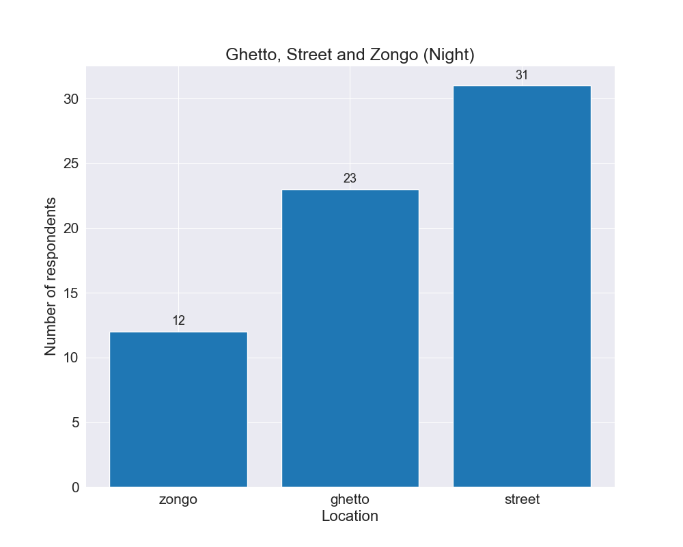 Ghetto, Street and Zongo (Night)
31
30
25
23
20
15
12
10
5
0
Number of respondents
zongo ghetto street
Location